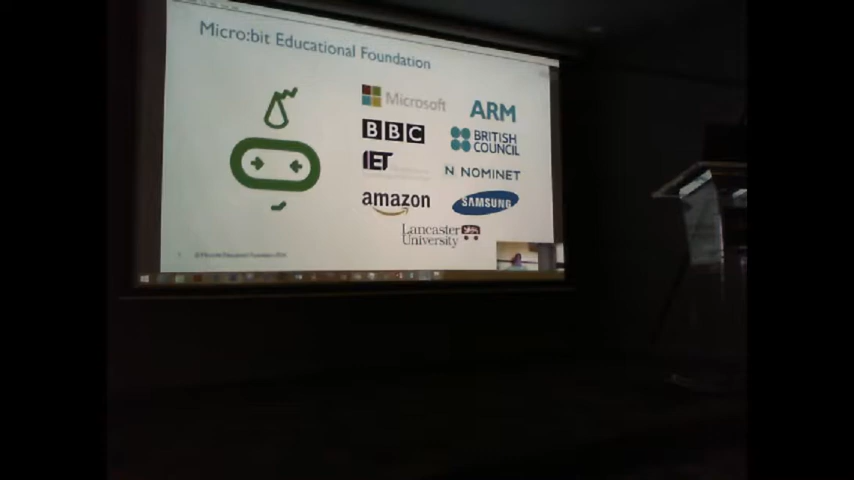 Micro:bit Educational Foundation
Microsoft
ARM
BBC
BRITISH
COUNCIL
IET
NOMINET
amazon
SAMSUNG
Lancaster
University